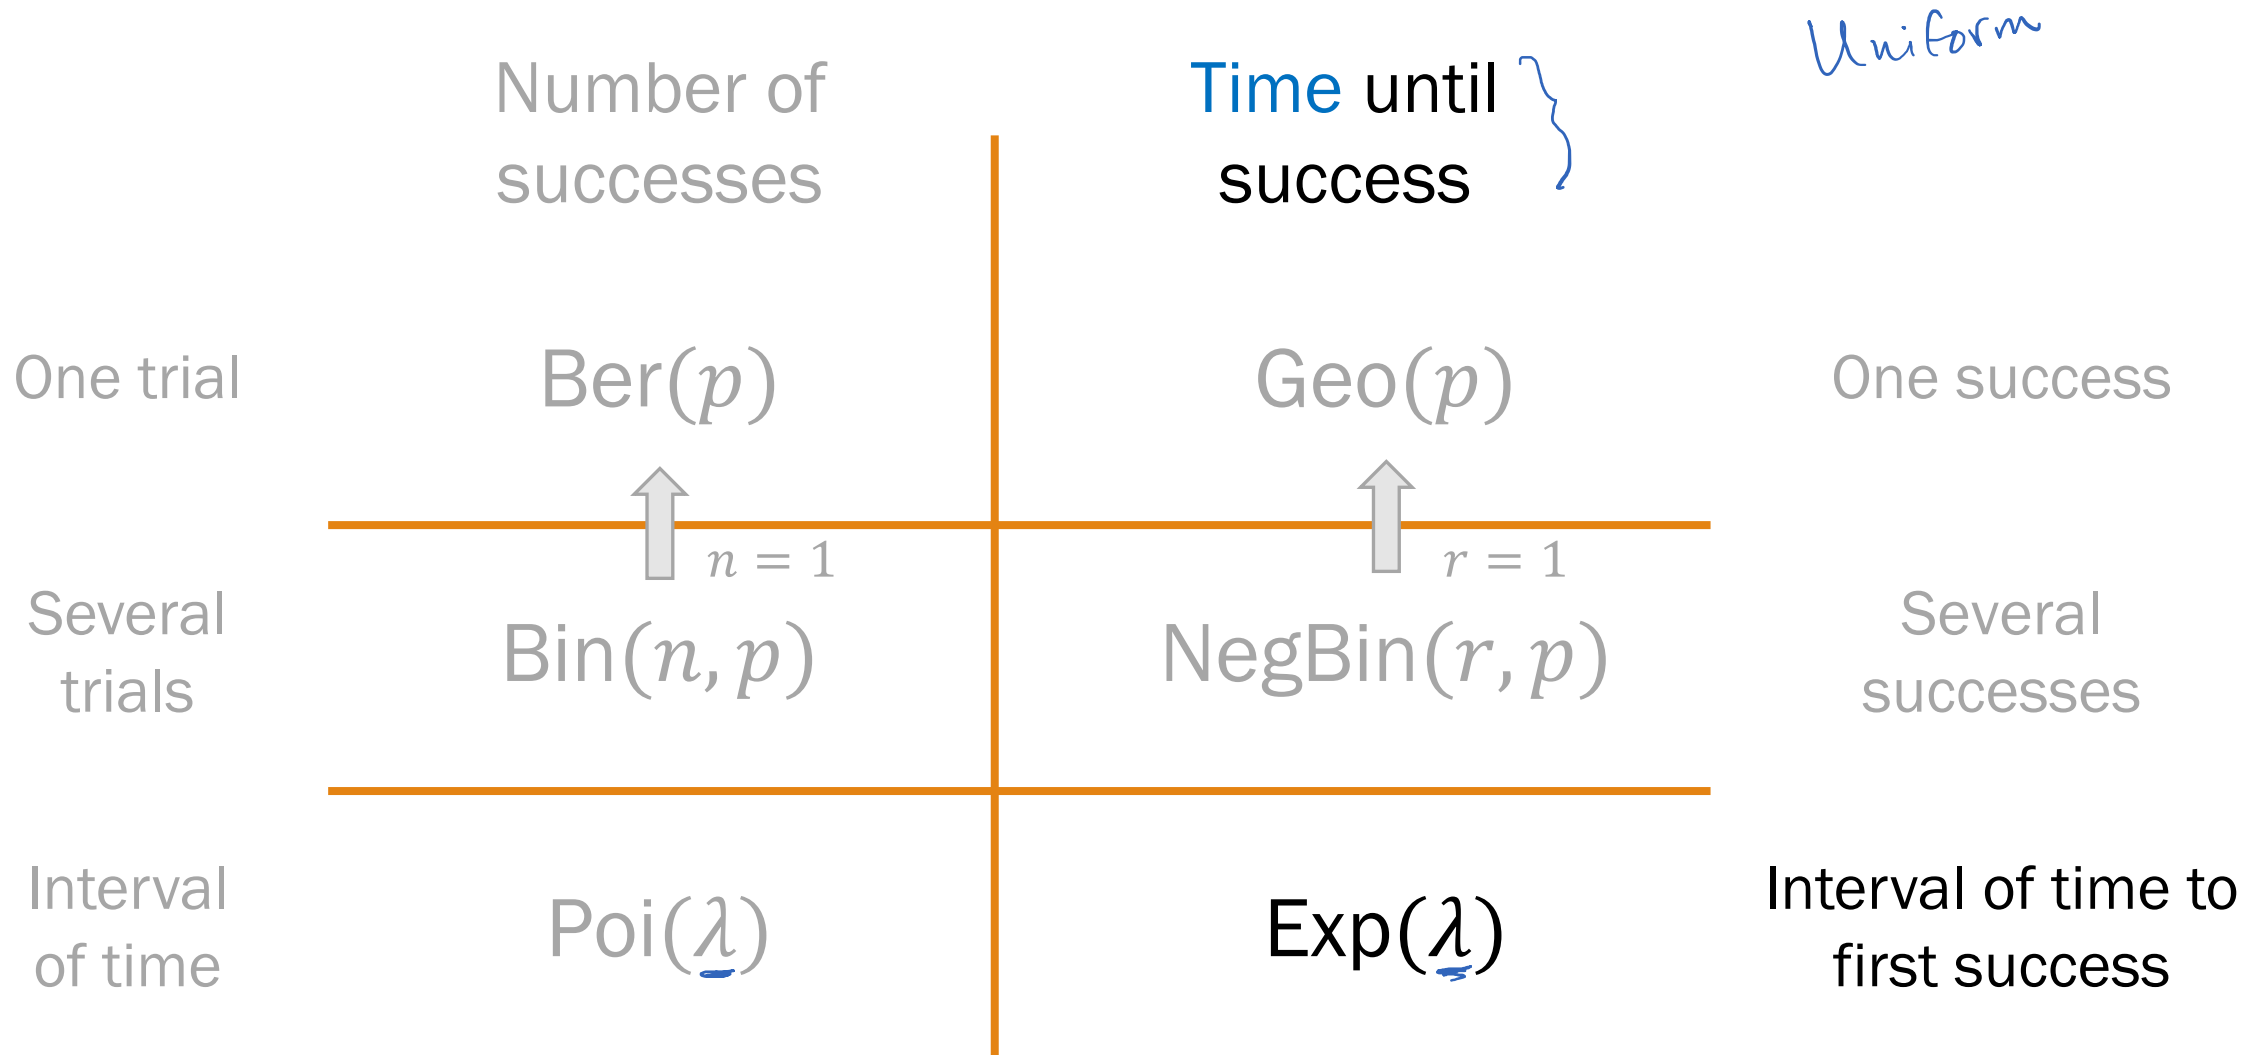 Uniform
Number of
successes
Time until
success
One trial
Ber(p)
Geo(p)
One success
n = 1
r = 1
Several
trials
Bin(n, p)
NegBin(r, p)
Several
successes
Interval
of time
Poi(λ)
Exp(λ)
Interval of time to
first success